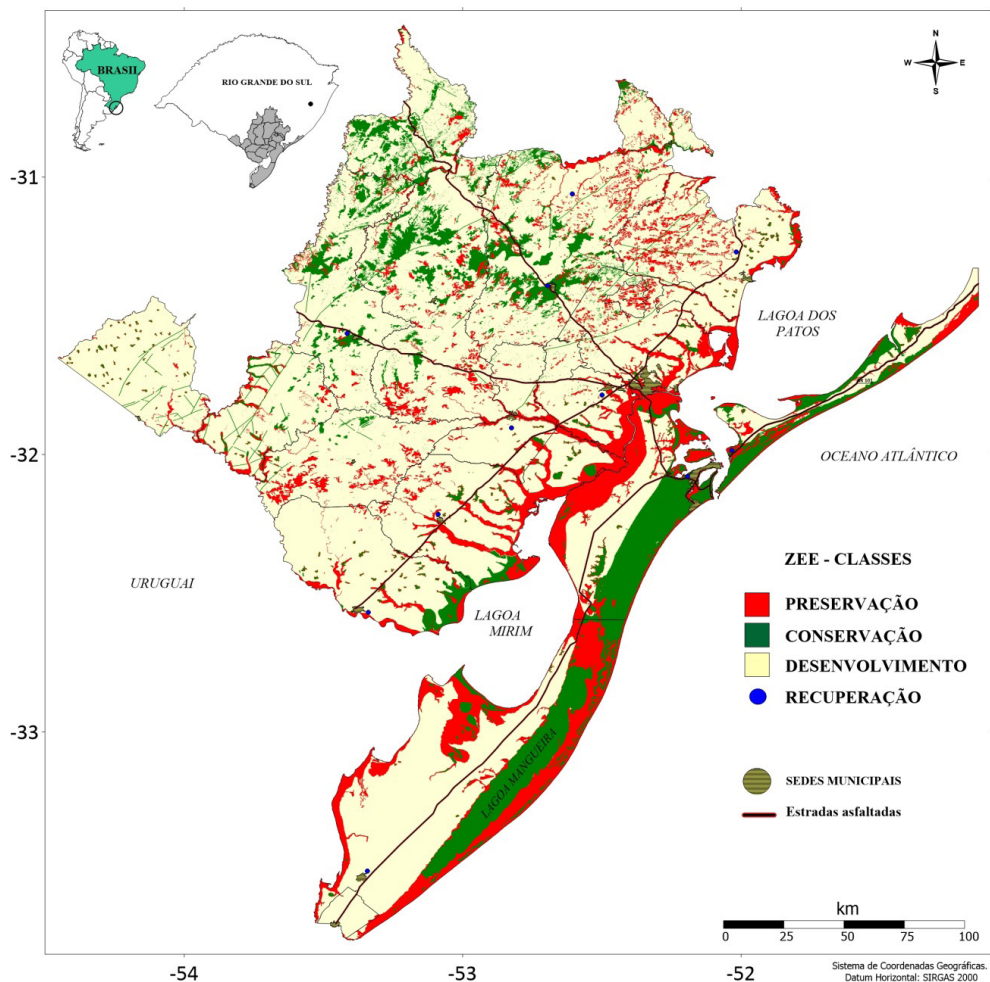 BRASIL
RIO GRANDE DO SUL
N
W
E
S
-31
-32
-33
LAGOA DOS
PATOS
OCEANO ATLÂNTICO
URUGUAI
LAGOA
MIRIM
LAGOA MANGUEIRA
ZEE - CLASSES
PRESERVAÇÃO
CONSERVAÇÃO
DESENVOLVIMENTO
RECUPERAÇÃO
SEDES MUNICIPAIS
Estradas asfaltadas
km
0 25 50 75 100
-54 -53 -52
Sistema de Coordenadas Geográficas.
Datum Horizontal: SIRGAS 2000